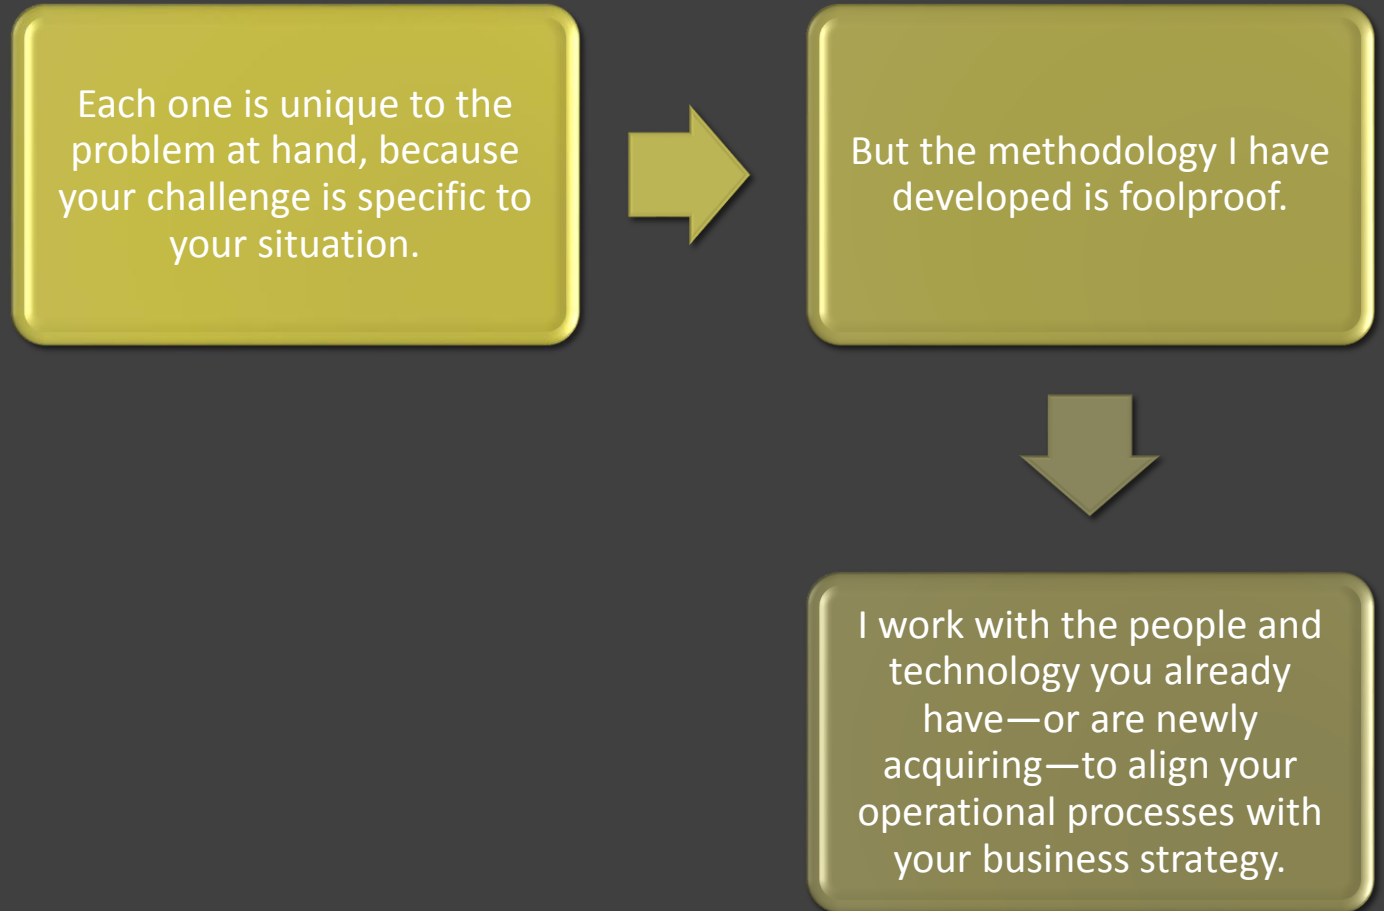 Each one is unique to the
problem at hand, because
your challenge is specific to
your situation.
But the methodology I have
developed is foolproof.
I work with the people and
technology you already
have—or are newly
acquiring—to align your
operational processes with
your business strategy.